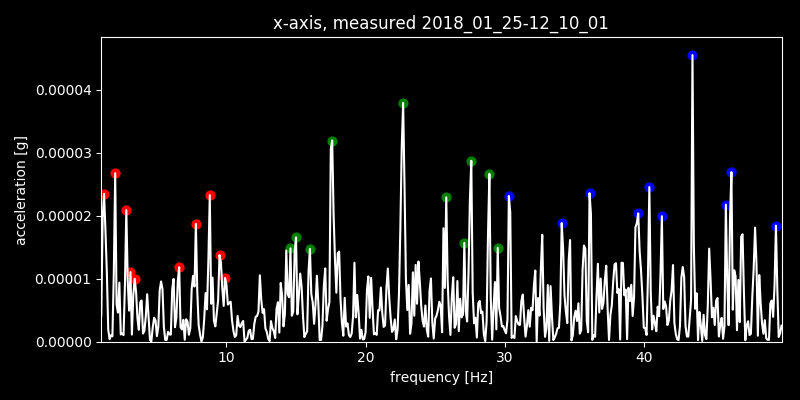 x-axis, measured 2018_01_25-12_10_01
acceleration [g]
0.00004
0.00003
0.00002
0.00001
0.00000
10 20 30 40
frequency [Hz]